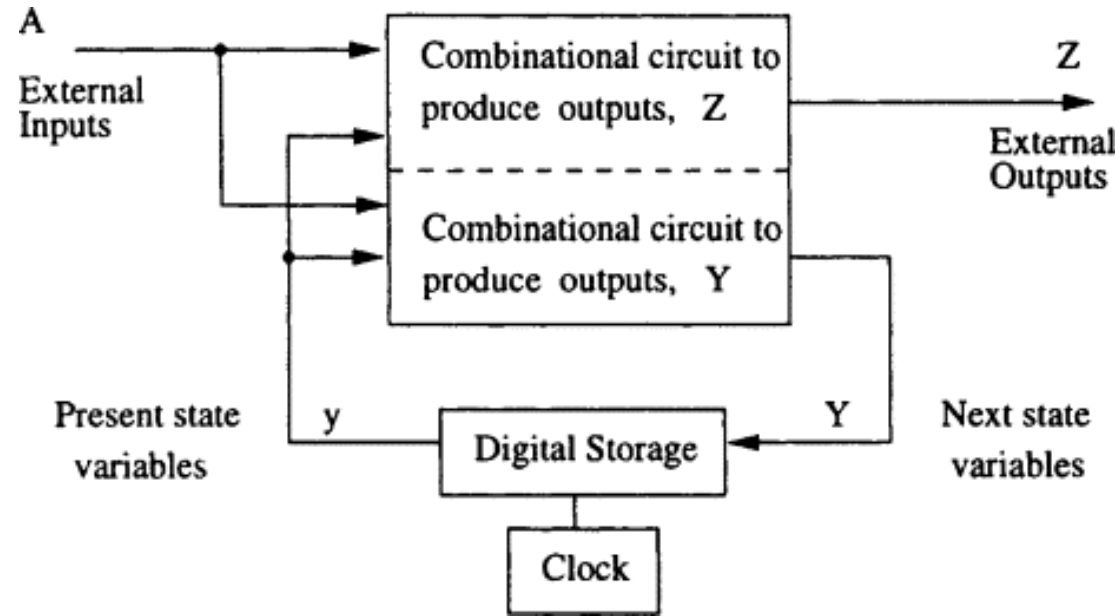 A
External
Inputs
Combinational circuit to
produce outputs, Z
Z
External
Outputs
Combinational circuit to
produce outputs, Y
Present state
variables
y
Digital Storage
Y
Next state
variables
Clock